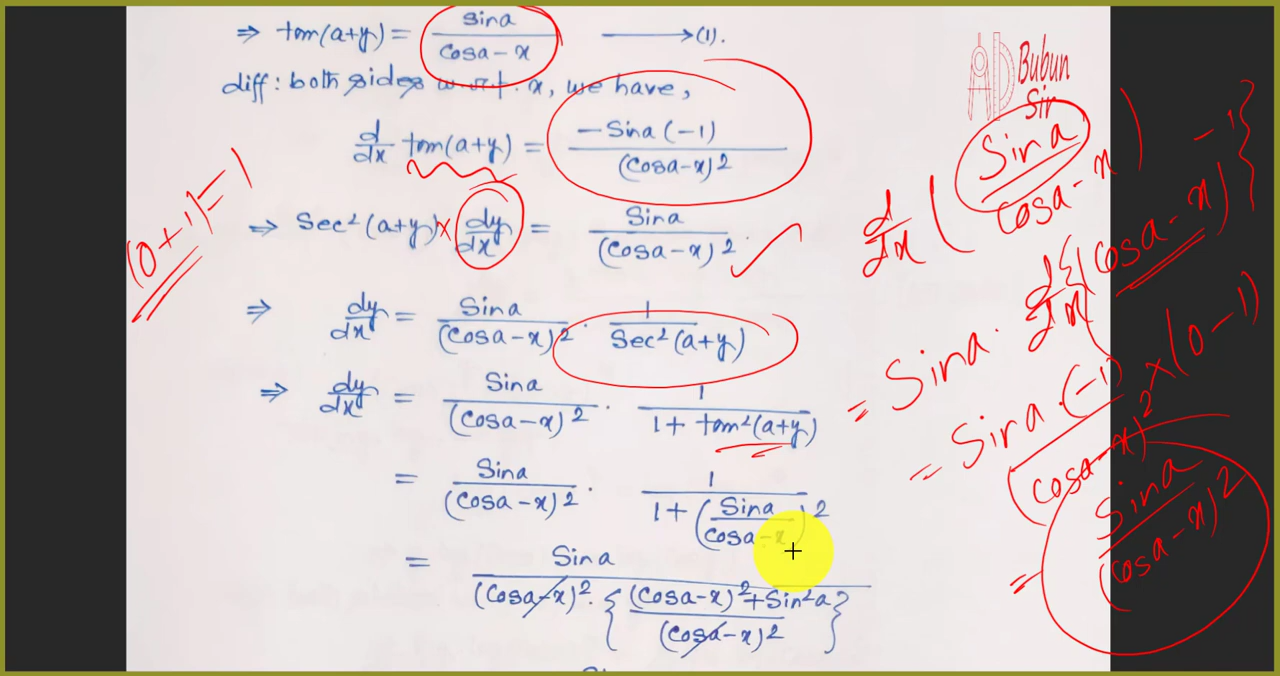 ⇒ tan(a+y) = sina / (cosa - x) ⟶ (1).
diff: both sides w.r.t. x, we have,
d/dx tan(a+y) = -sina(-1) / (cosa-x)²
⇒ sec²(a+y) × dy/dx = sina / (cosa-x)².
⇒ dy/dx = sina / (cosa-x)² · 1 / sec²(a+y)
⇒ dy/dx = sina / (cosa-x)² · 1 / (1 + tan²(a+y))
= sina / (cosa-x)² · 1 / (1 + (sina / (cosa-x))²)
= sina / ((cosa-x)² · {((cosa-x)² + sin²a) / (cosa-x)²})
(0+1) = 1
Bubun
Sir
d/dx (sina / (cosa-x))
= sina · d/dx {(cosa-x)⁻¹}
= sina · (-1) / (cosa-x)² × (0-1)
= sina / (cosa-x)²